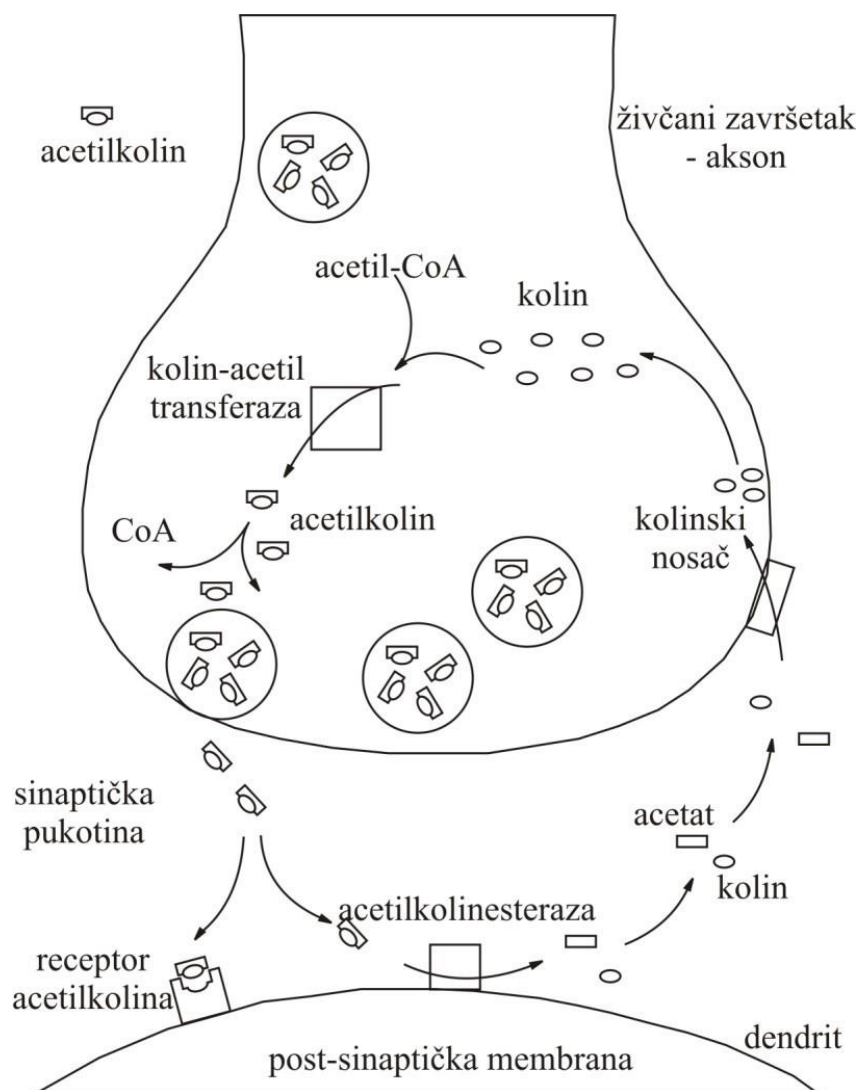 acetilkolin
živčani završetak
- akson
acetil-CoA
kolin
kolin-acetil
transferaza
CoA
acetilkolin
kolinski
nosač
sinaptička
pukotina
acetat
kolin
acetilkolinesteraza
receptor
acetilkolina
dendrit
post-sinaptička membrana